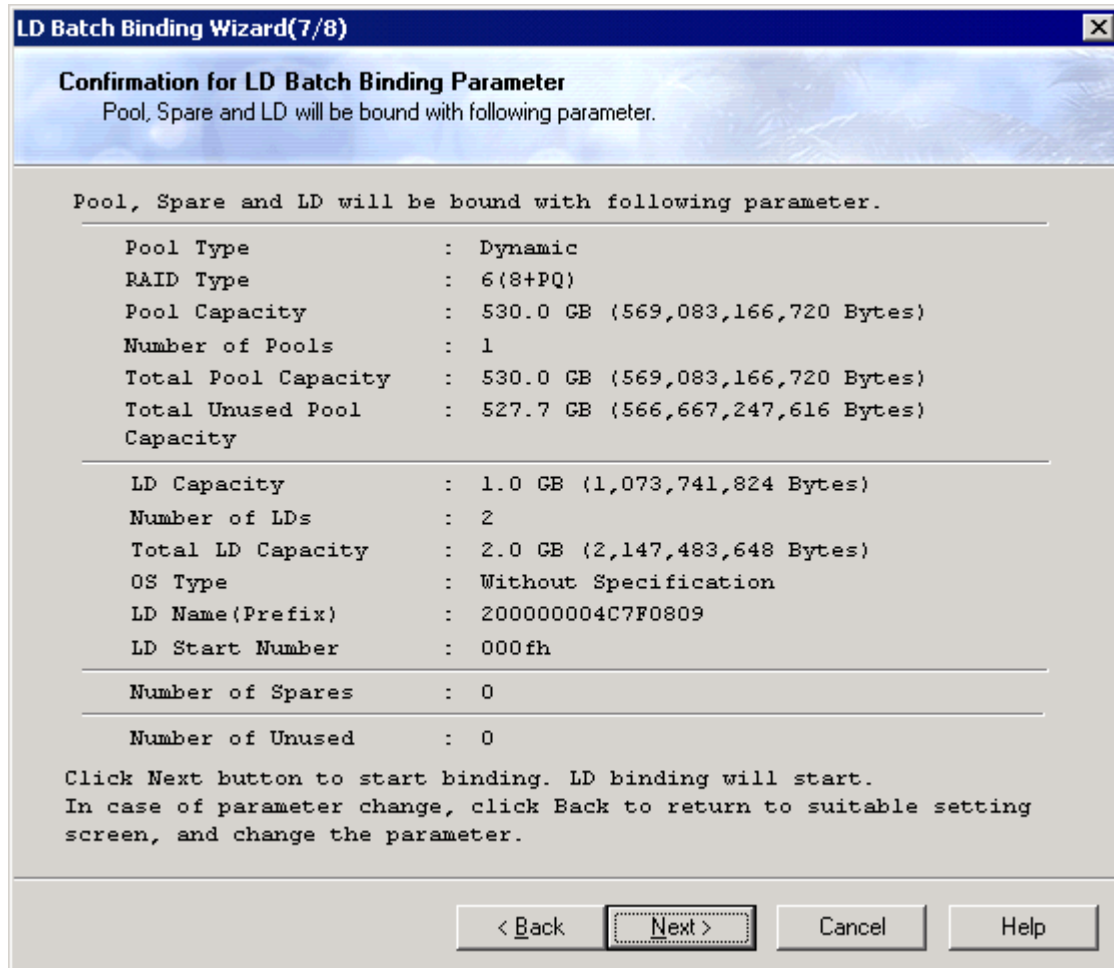 LD Batch Binding Wizard(7/8)
Confirmation for LD Batch Binding Parameter
Pool, Spare and LD will be bound with following parameter.
Pool, Spare and LD will be bound with following parameter.
Pool Type : Dynamic
RAID Type : 6(8+PQ)
Pool Capacity : 530.0 GB (569,083,166,720 Bytes)
Number of Pools : 1
Total Pool Capacity : 530.0 GB (569,083,166,720 Bytes)
Total Unused Pool : 527.7 GB (566,667,247,616 Bytes)
Capacity
LD Capacity : 1.0 GB (1,073,741,824 Bytes)
Number of LDs : 2
Total LD Capacity : 2.0 GB (2,147,483,648 Bytes)
OS Type : Without Specification
LD Name(Prefix) : 200000004C7F0809
LD Start Number : 000fh
Number of Spares : 0
Number of Unused : 0
Click Next button to start binding. LD binding will start.
In case of parameter change, click Back to return to suitable setting
screen, and change the parameter.
< Back Next > Cancel Help